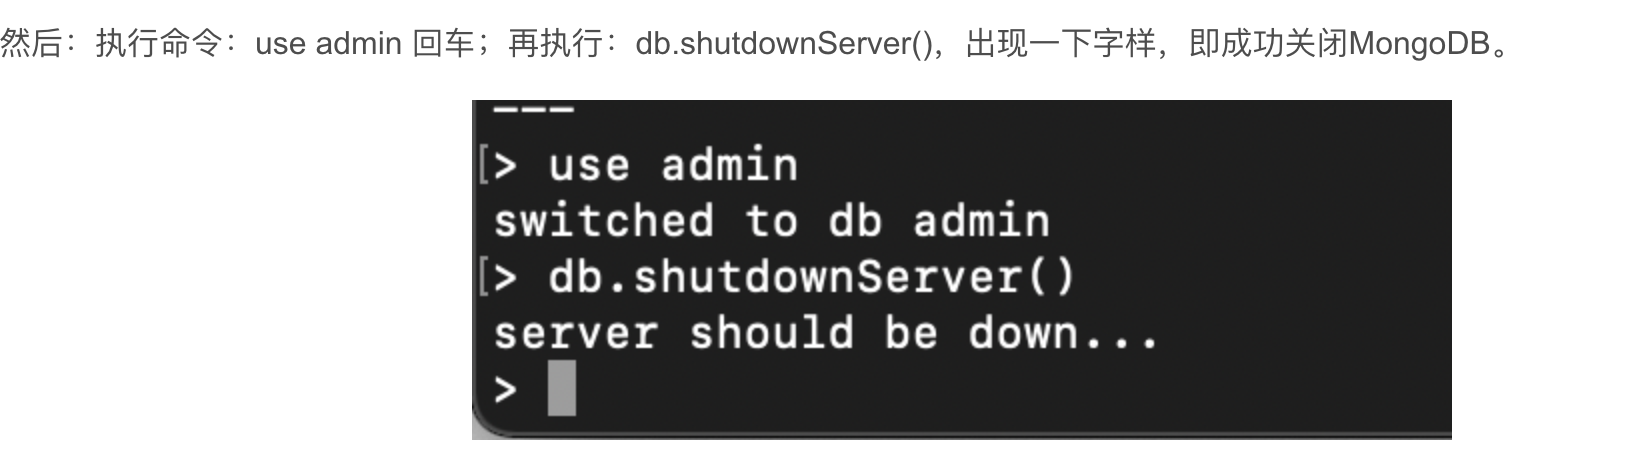 然后：执行命令：use admin 回车；再执行：db.shutdownServer()，出现一下字样，即成功关闭MongoDB。
---
[> use admin
switched to db admin
[> db.shutdownServer()
server should be down...
>